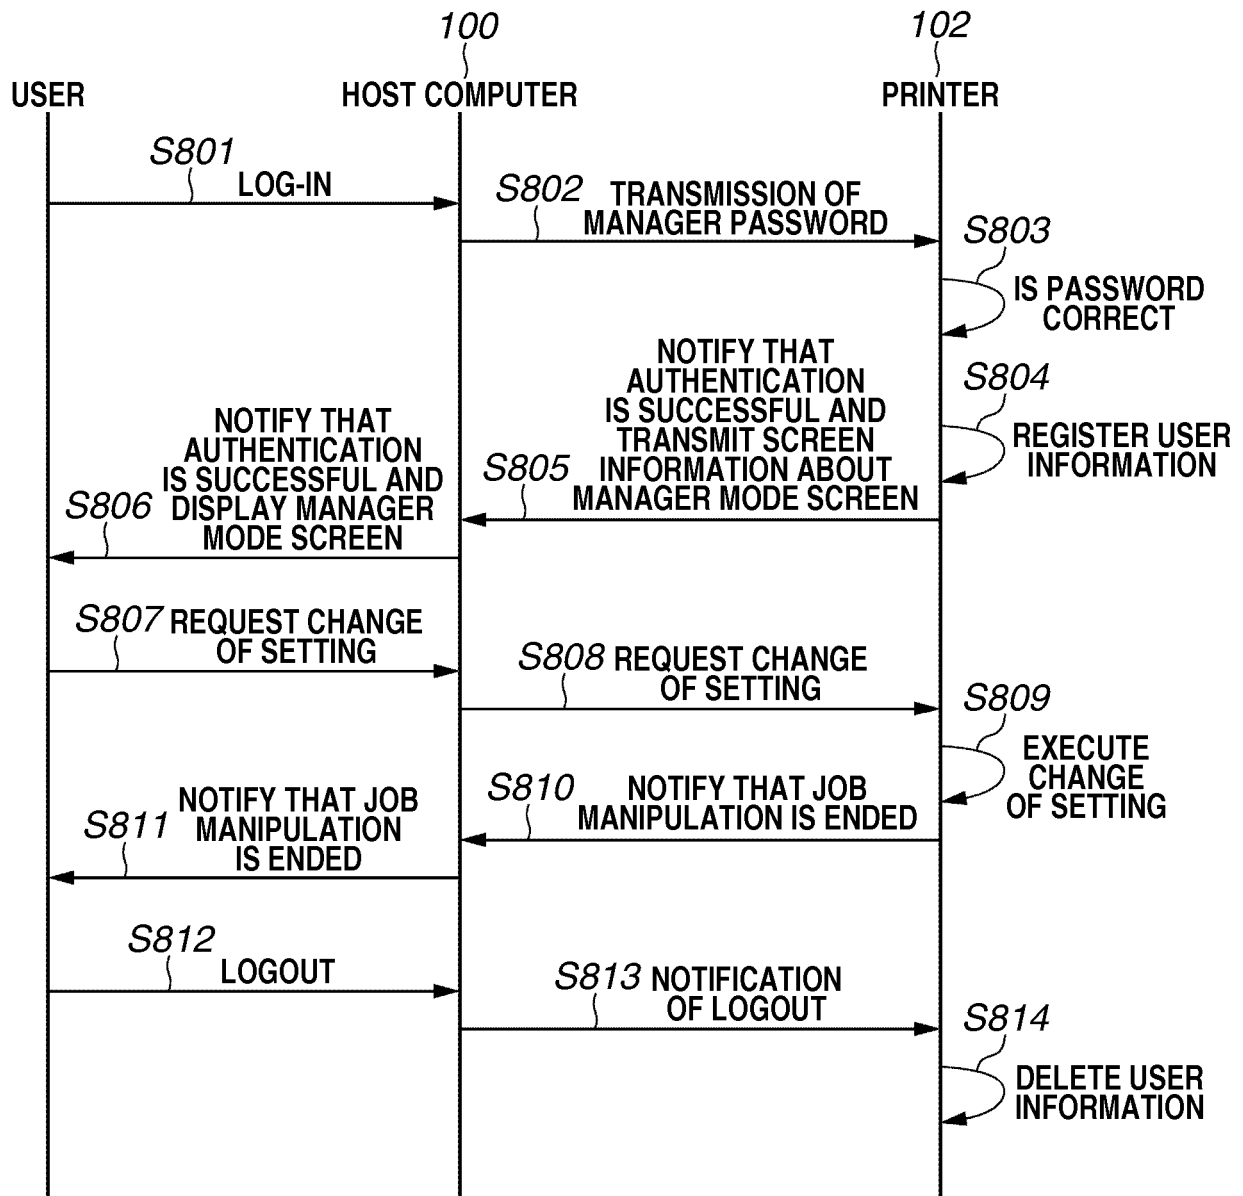 100
102
USER
HOST COMPUTER
PRINTER
S801
LOG-IN
S802
TRANSMISSION OF
MANAGER PASSWORD
S803
IS PASSWORD
CORRECT
S804
REGISTER USER
INFORMATION
NOTIFY THAT
AUTHENTICATION
IS SUCCESSFUL AND
TRANSMIT SCREEN
INFORMATION ABOUT
MANAGER MODE SCREEN
S805
NOTIFY THAT
AUTHENTICATION
IS SUCCESSFUL AND
DISPLAY MANAGER
MODE SCREEN
S806
S807
REQUEST CHANGE
OF SETTING
S808
REQUEST CHANGE
OF SETTING
S809
EXECUTE
CHANGE
OF SETTING
S810
NOTIFY THAT JOB
MANIPULATION IS ENDED
S811
NOTIFY THAT JOB
MANIPULATION
IS ENDED
S812
LOGOUT
S813
NOTIFICATION
OF LOGOUT
S814
DELETE USER
INFORMATION